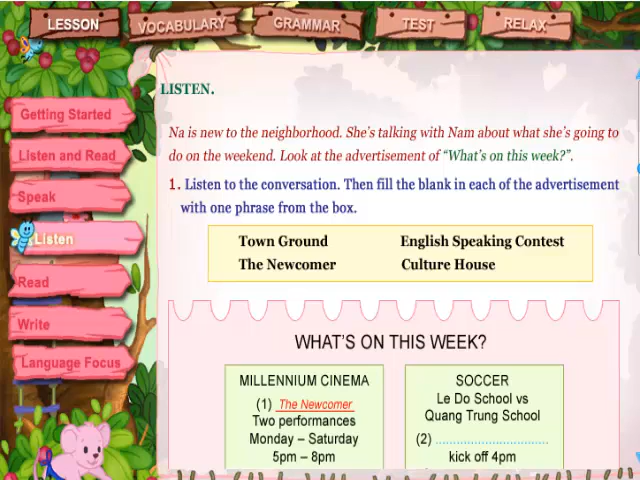 LESSON
VOCABULARY
GRAMMAR
TEST
RELAX
Getting Started
Listen and Read
Speak
Listen
Read
Write
Language Focus
LISTEN.
Na is new to the neighborhood. She's talking with Nam about what she's going to
do on the weekend. Look at the advertisement of "What's on this week?".
1. Listen to the conversation. Then fill the blank in each of the advertisement
with one phrase from the box.
Town Ground English Speaking Contest
The Newcomer Culture House
WHAT'S ON THIS WEEK?
MILLENNIUM CINEMA
(1) The Newcomer
Two performances
Monday – Saturday
5pm – 8pm
SOCCER
Le Do School vs
Quang Trung School
(2) ..............................
kick off 4pm